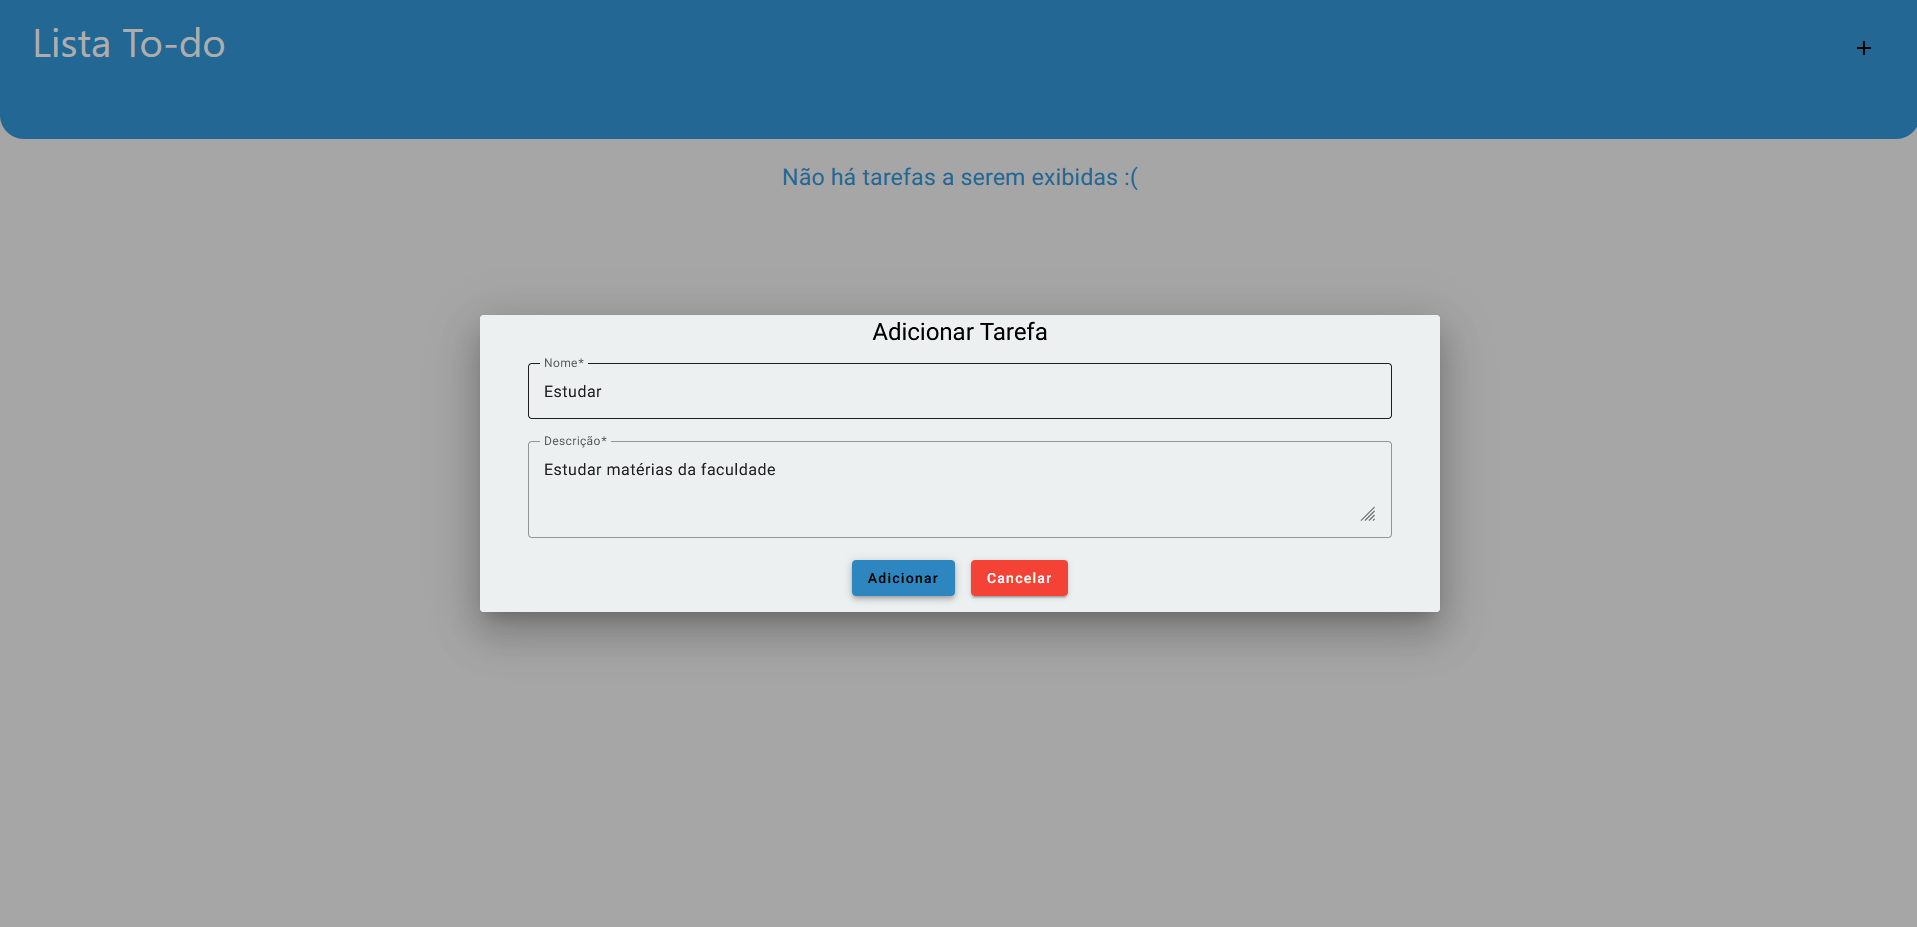 Lista To-do
+
Não há tarefas a serem exibidas :(
Adicionar Tarefa
Nome*
Estudar
Descrição*
Estudar matérias da faculdade
Adicionar
Cancelar